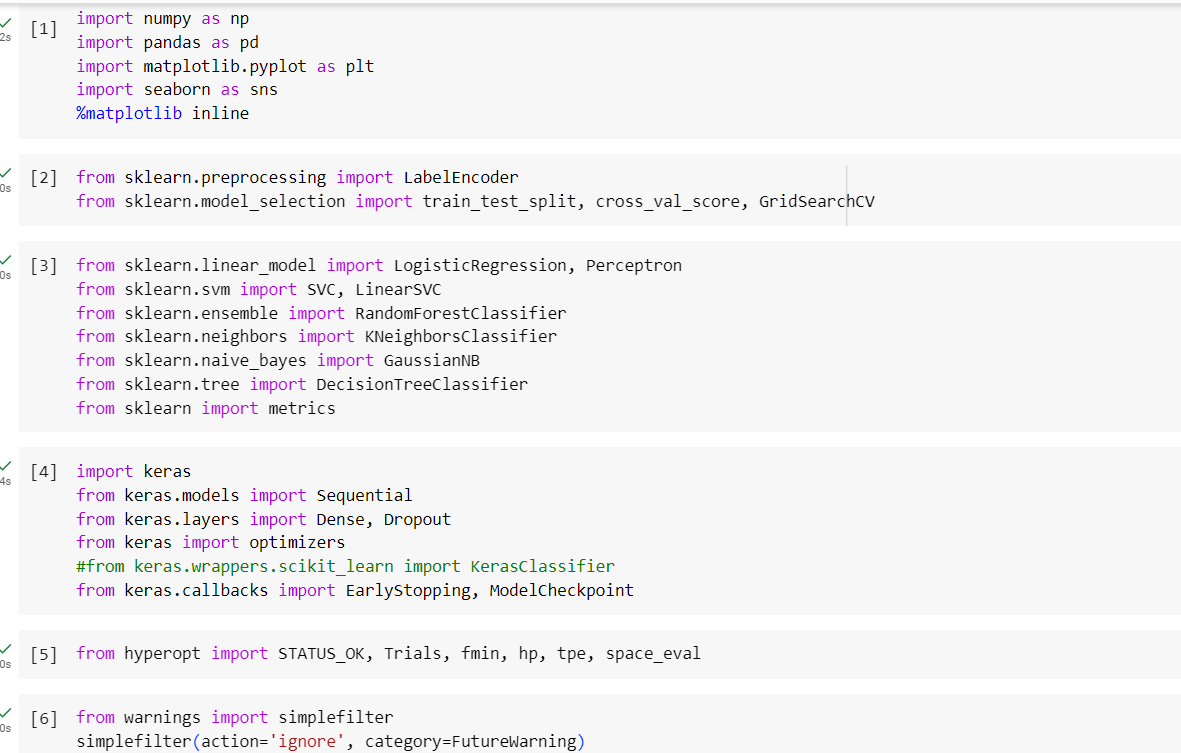 2s
[1]
import numpy as np
import pandas as pd
import matplotlib.pyplot as plt
import seaborn as sns
%matplotlib inline
0s
[2]
from sklearn.preprocessing import LabelEncoder
from sklearn.model_selection import train_test_split, cross_val_score, GridSearchCV
0s
[3]
from sklearn.linear_model import LogisticRegression, Perceptron
from sklearn.svm import SVC, LinearSVC
from sklearn.ensemble import RandomForestClassifier
from sklearn.neighbors import KNeighborsClassifier
from sklearn.naive_bayes import GaussianNB
from sklearn.tree import DecisionTreeClassifier
from sklearn import metrics
4s
[4]
import keras
from keras.models import Sequential
from keras.layers import Dense, Dropout
from keras import optimizers
#from keras.wrappers.scikit_learn import KerasClassifier
from keras.callbacks import EarlyStopping, ModelCheckpoint
0s
[5]
from hyperopt import STATUS_OK, Trials, fmin, hp, tpe, space_eval
0s
[6]
from warnings import simplefilter
simplefilter(action='ignore', category=FutureWarning)